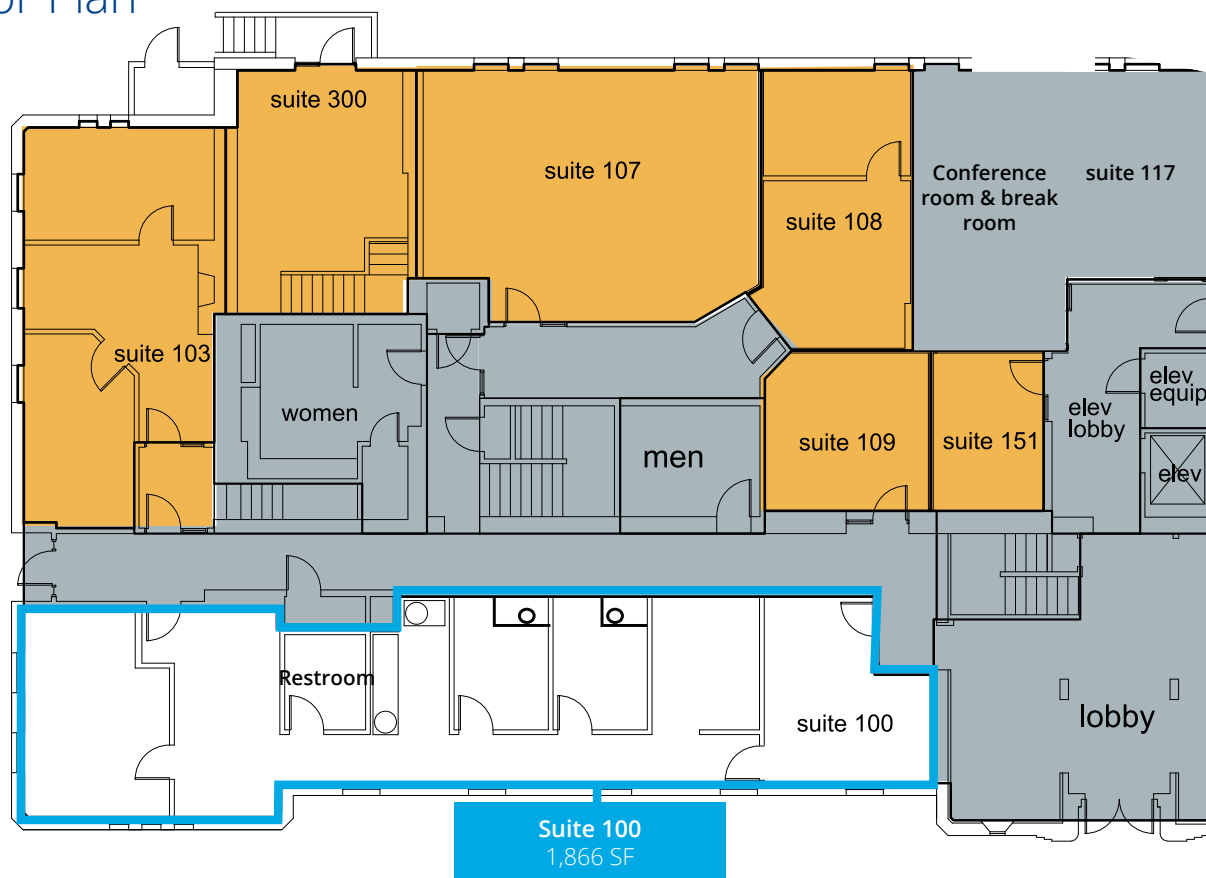 Plan
suite 300
suite 107
suite 108
Conference
room & break
room
suite 117
suite 103
women
men
suite 109
suite 151
elev
lobby
elev
equip
elev
Restroom
suite 100
lobby
Suite 100
1,866 SF